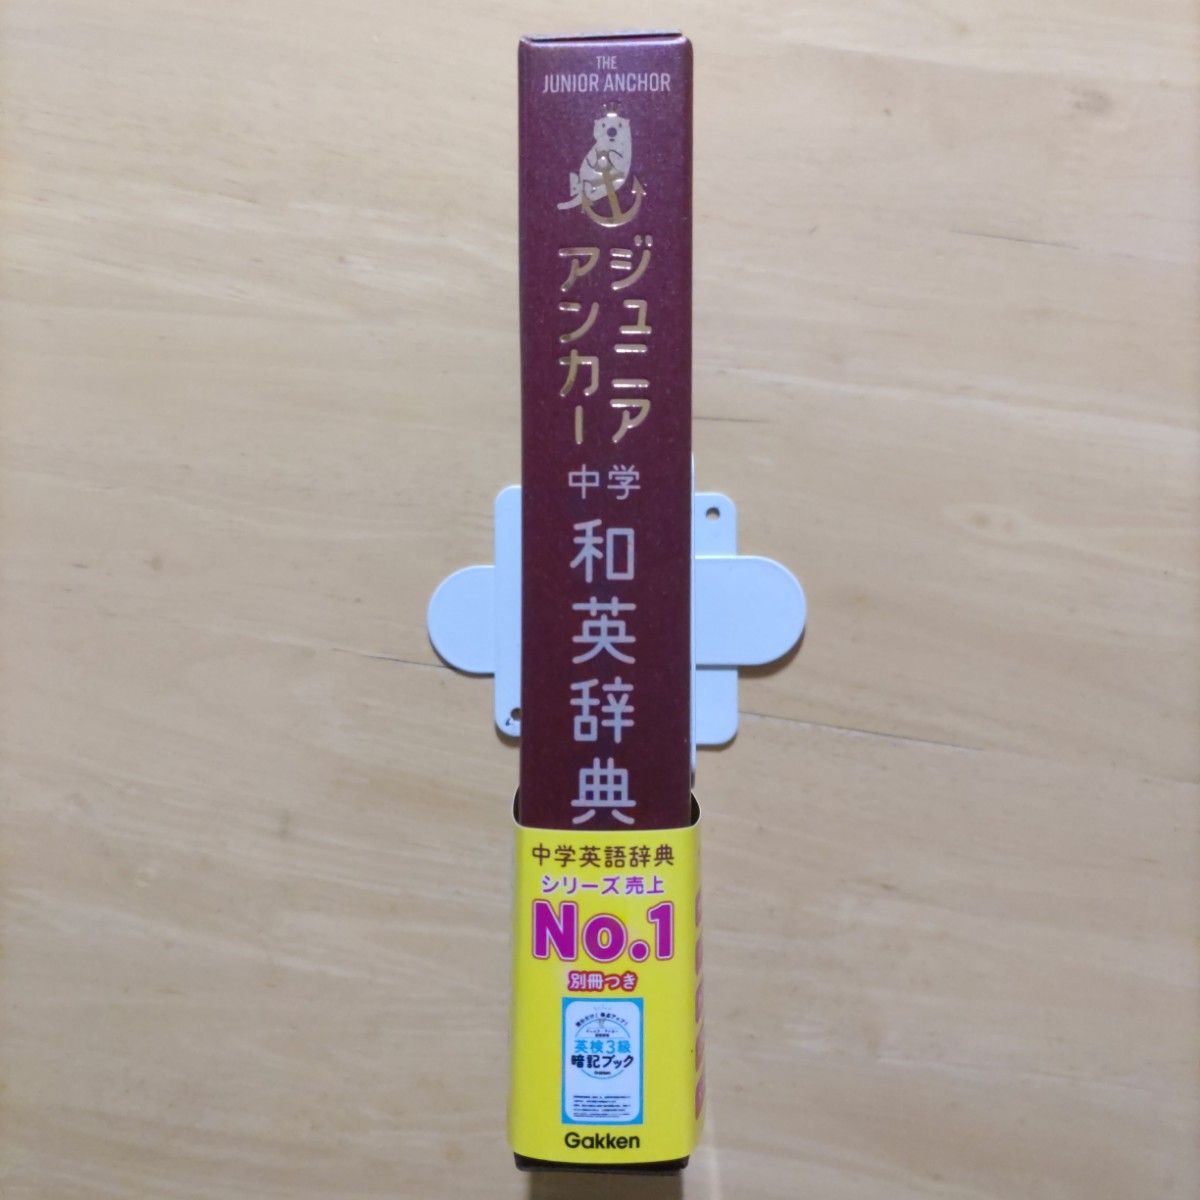 THE
JUNIOR ANCHOR
ジュニア
アンカー
中学
和英辞典
中学英語辞典
シリーズ売上
No.1
別冊つき
英検3級
暗記ブック
Gakken
Gakken